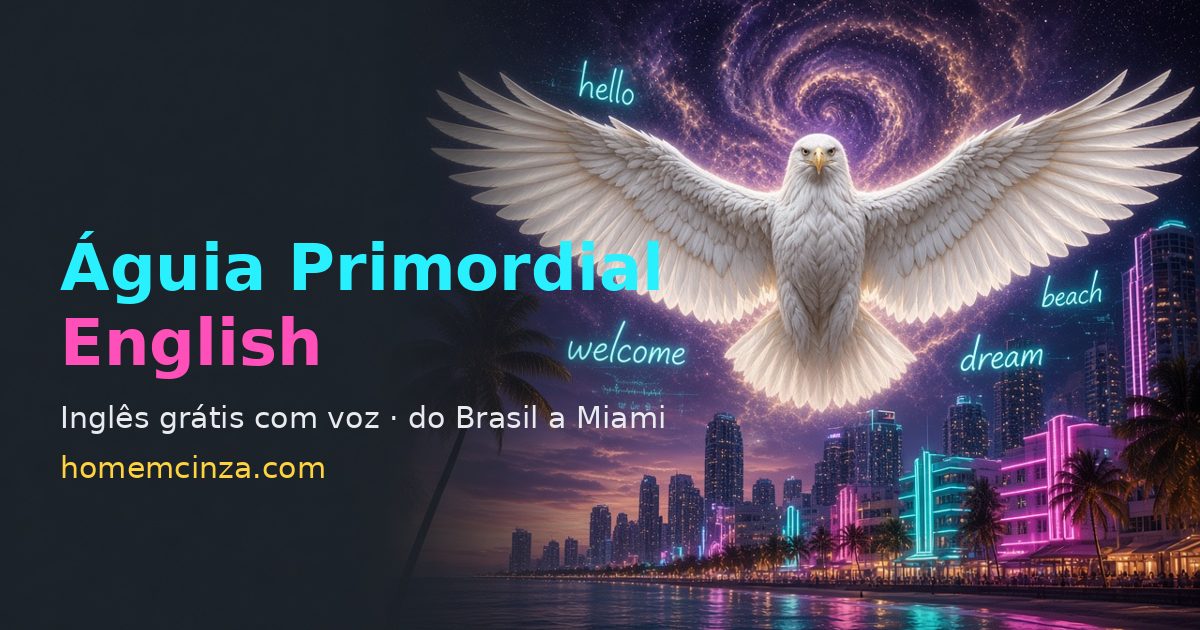 hello
Águia Primordial
English
beach
welcome
dream
Inglês grátis com voz · do Brasil a Miami
homemcinza.com